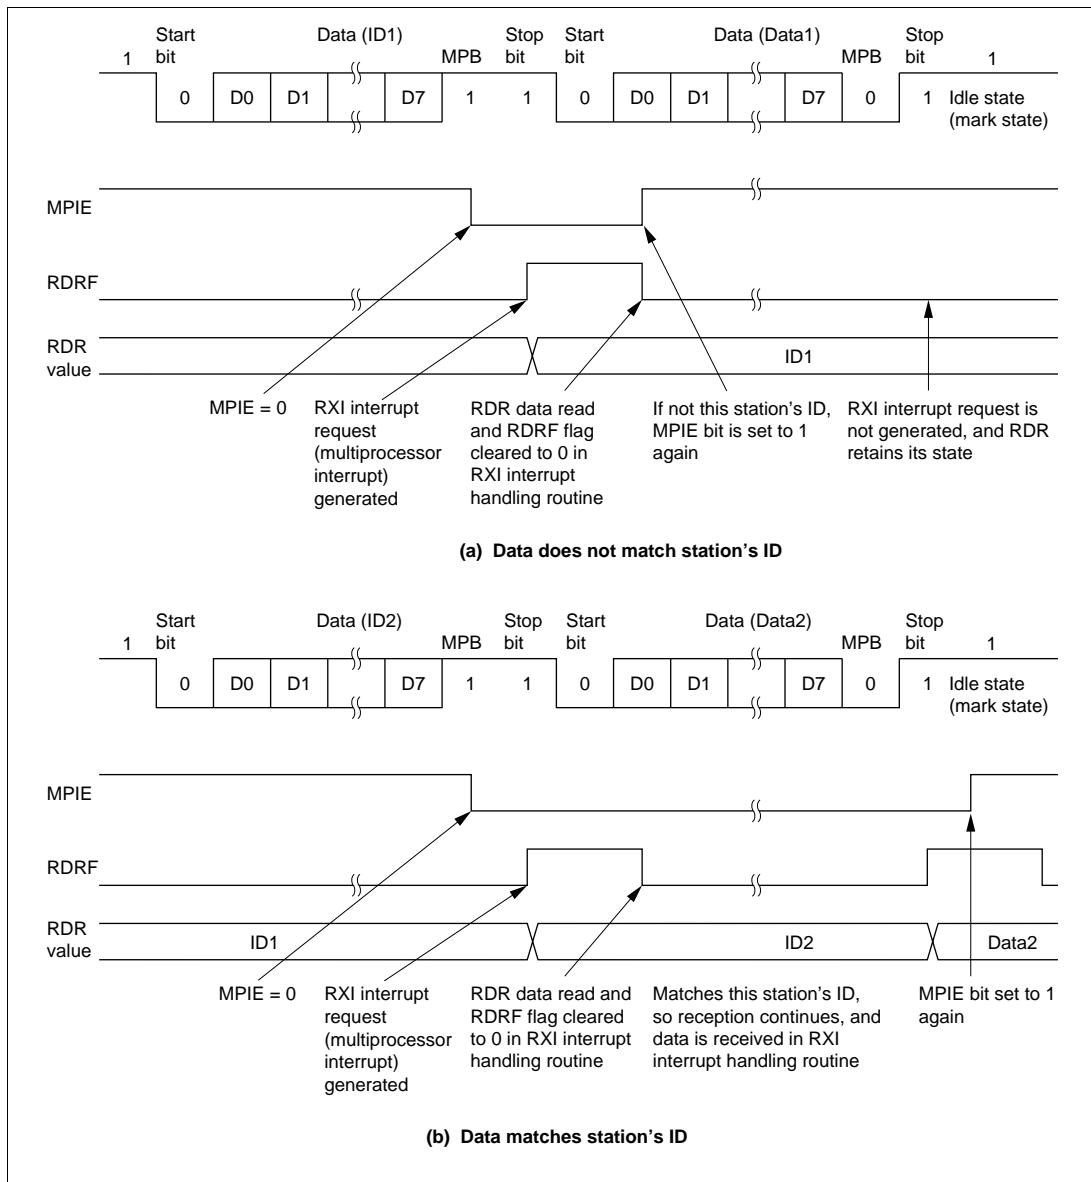 Start bit Data (ID1) MPB Stop bit Start bit Data (Data1) MPB Stop bit
1 1
0 D0 D1 D7 1 1 0 D0 D1 D7 0 1 Idle state (mark state)
MPIE
RDRF
RDR value
ID1
MPIE = 0
RXI interrupt
request
(multiprocessor
interrupt)
generated
RDR data read
and RDRF flag
cleared to 0 in
RXI interrupt
handling routine
If not this station's ID,
MPIE bit is set to 1
again
RXI interrupt request is
not generated, and RDR
retains its state
(a) Data does not match station's ID
Start bit Data (ID2) MPB Stop bit Start bit Data (Data2) MPB Stop bit
1 1
0 D0 D1 D7 1 1 0 D0 D1 D7 0 1 Idle state (mark state)
MPIE
RDRF
RDR value
ID1 ID2 Data2
MPIE = 0
RXI interrupt
request
(multiprocessor
interrupt)
generated
RDR data read and
RDRF flag cleared
to 0 in RXI interrupt
handling routine
Matches this station's ID,
so reception continues, and
data is received in RXI
interrupt handling routine
MPIE bit set to 1
again
(b) Data matches station's ID